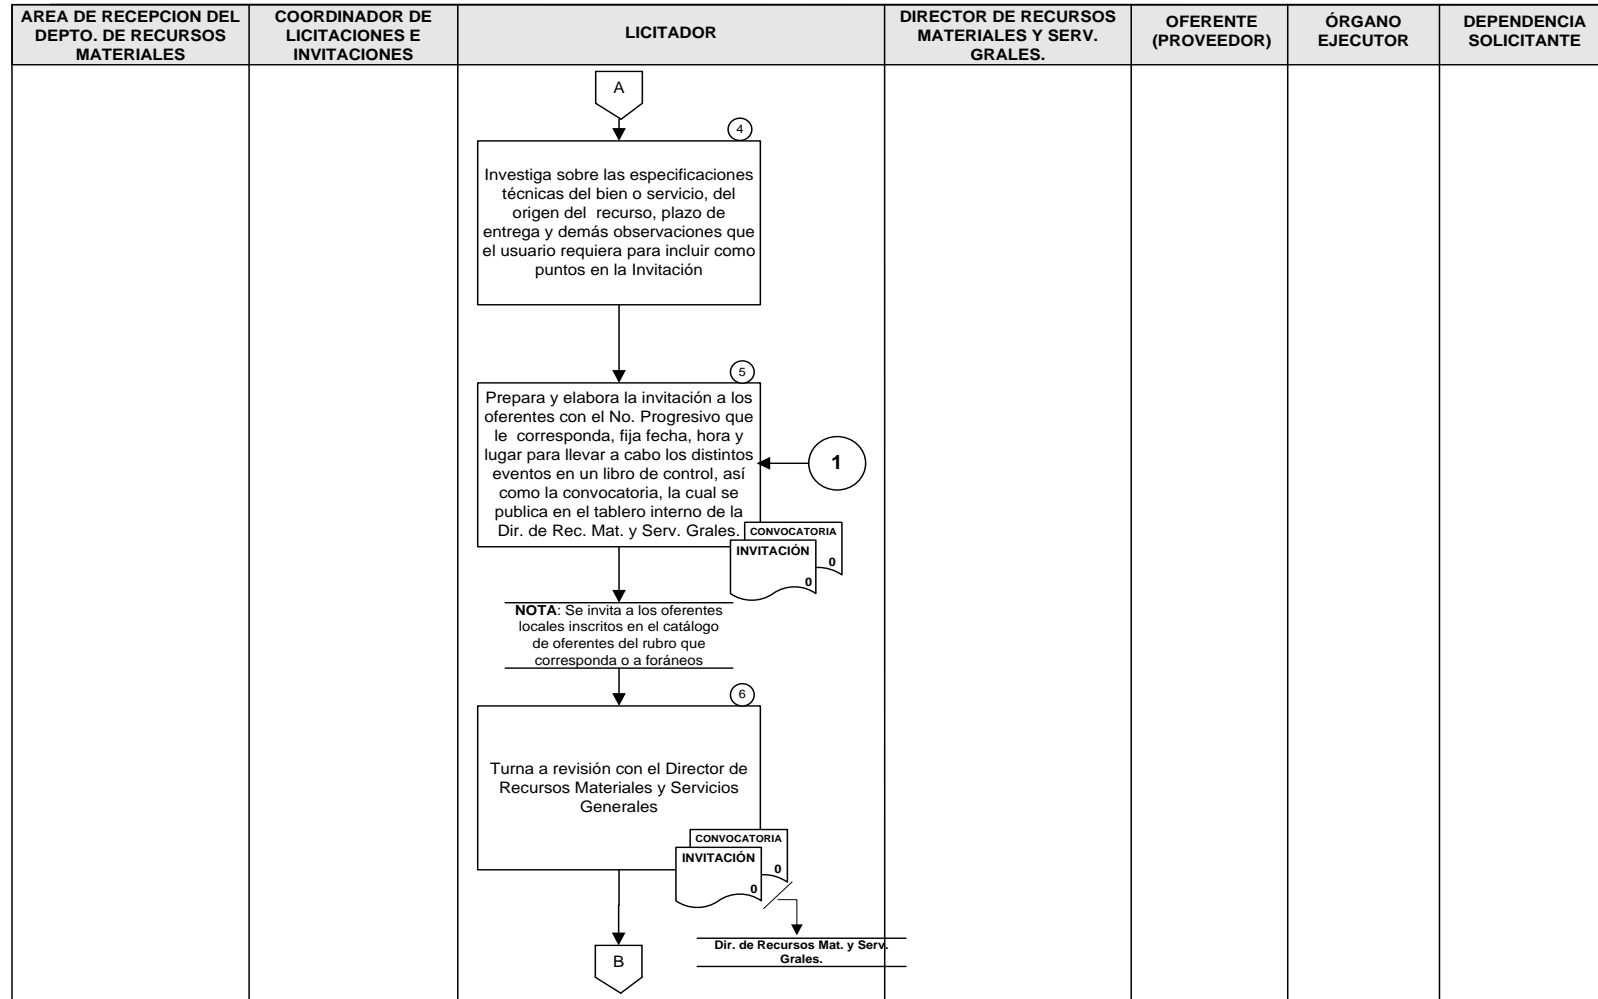 AREA DE RECEPCION DEL
DEPTO. DE RECURSOS
MATERIALES
COORDINADOR DE
LICITACIONES E
INVITACIONES
LICITADOR
DIRECTOR DE RECURSOS
MATERIALES Y SERV.
GRALES.
OFERENTE
(PROVEEDOR)
ÓRGANO
EJECUTOR
DEPENDENCIA
SOLICITANTE
A
4
Investiga sobre las especificaciones
técnicas del bien o servicio, del
origen del recurso, plazo de
entrega y demás observaciones que
el usuario requiera para incluir como
puntos en la Invitación
5
Prepara y elabora la invitación a los
oferentes con el No. Progresivo que
le corresponda, fija fecha, hora y
lugar para llevar a cabo los distintos
eventos en un libro de control, así
como la convocatoria, la cual se
publica en el tablero interno de la
Dir. de Rec. Mat. y Serv. Grales.
1
CONVOCATORIA
0
INVITACIÓN
0
NOTA: Se invita a los oferentes
locales inscritos en el catálogo
de oferentes del rubro que
corresponda o a foráneos
6
Turna a revisión con el Director de
Recursos Materiales y Servicios
Generales
CONVOCATORIA
0
INVITACIÓN
0
Dir. de Recursos Mat. y Serv.
Grales.
B